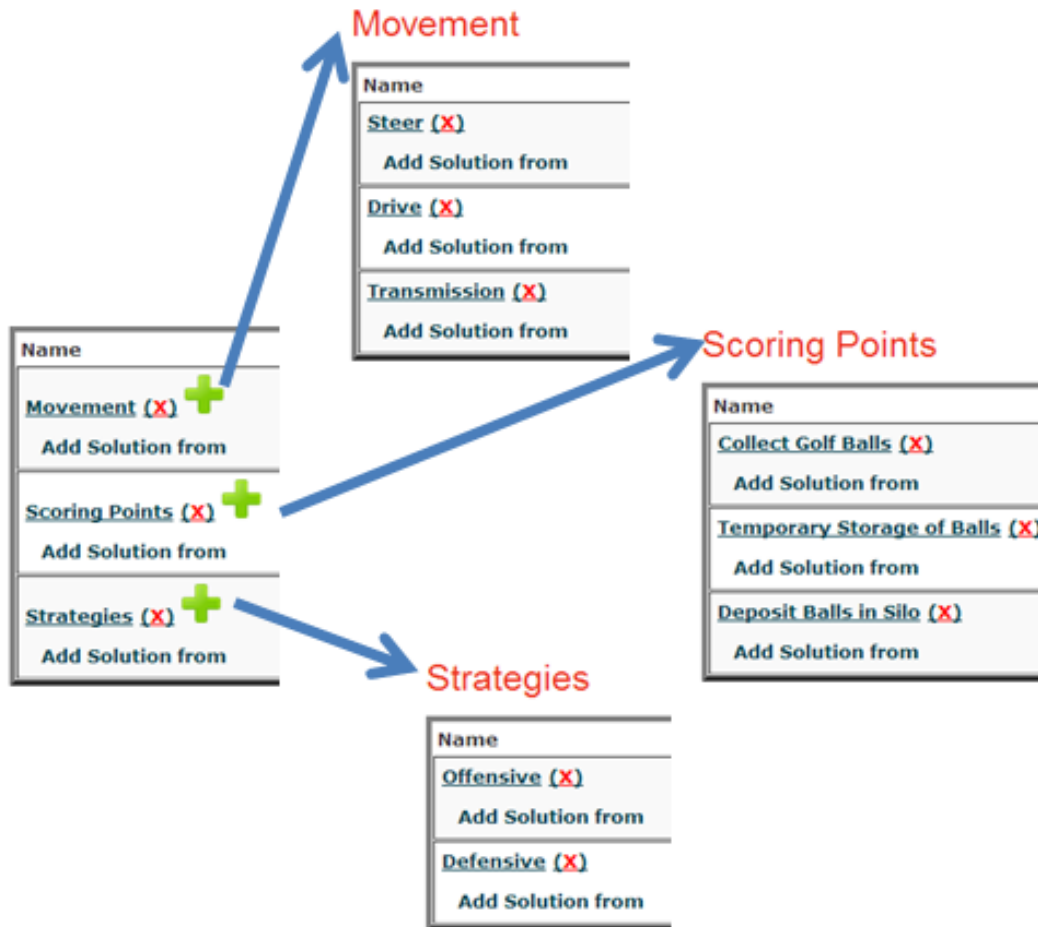 Movement
Name
Steer (X)
Add Solution from
Drive (X)
Add Solution from
Transmission (X)
Add Solution from
Name
Movement (X)
Add Solution from
Scoring Points (X)
Add Solution from
Strategies (X)
Add Solution from
Scoring Points
Name
Collect Golf Balls (X)
Add Solution from
Temporary Storage of Balls (X)
Add Solution from
Deposit Balls in Silo (X)
Add Solution from
Strategies
Name
Offensive (X)
Add Solution from
Defensive (X)
Add Solution from